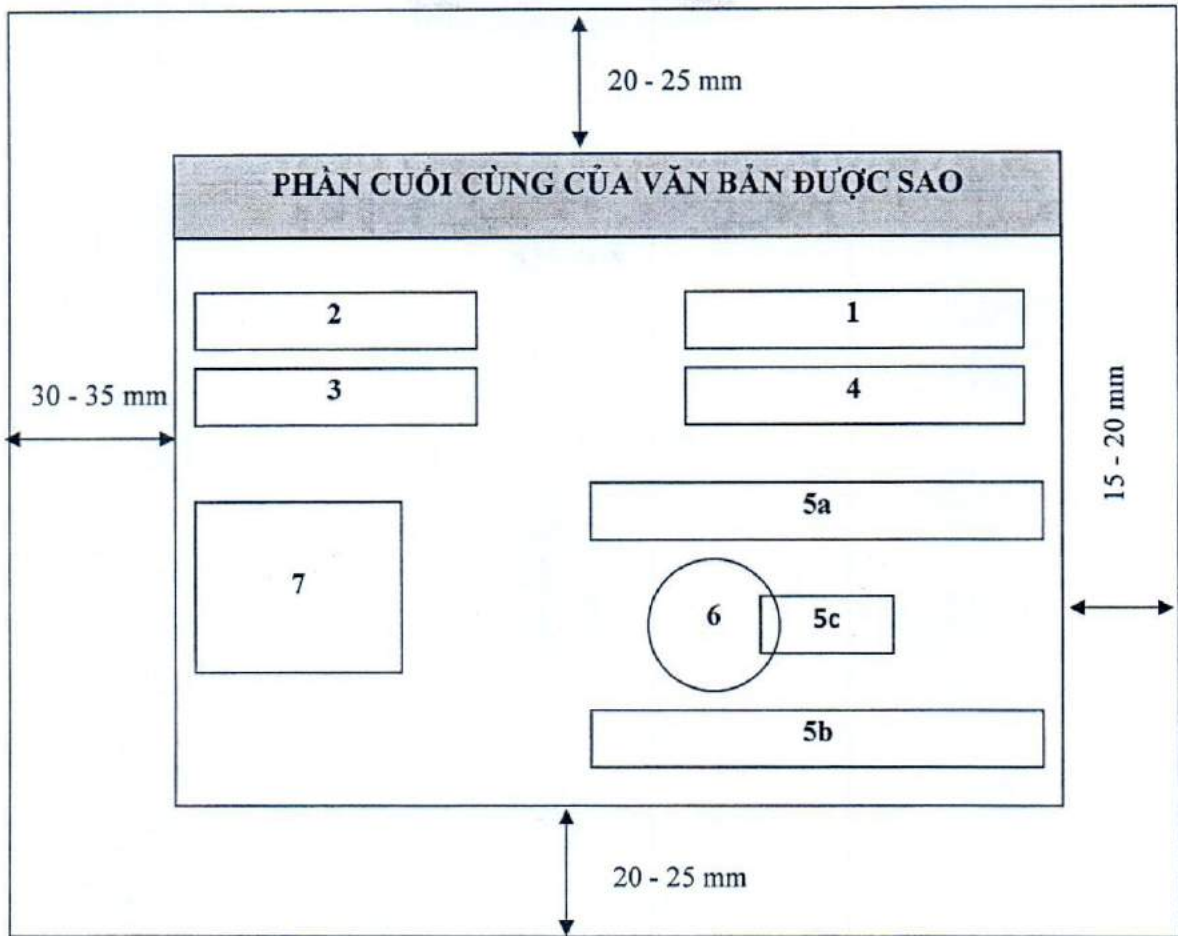 20 - 25 mm
PHẦN CUỐI CÙNG CỦA VĂN BẢN ĐƯỢC SAO
2
1
3
4
30 - 35 mm
15 - 20 mm
5a
7
6
5c
5b
20 - 25 mm